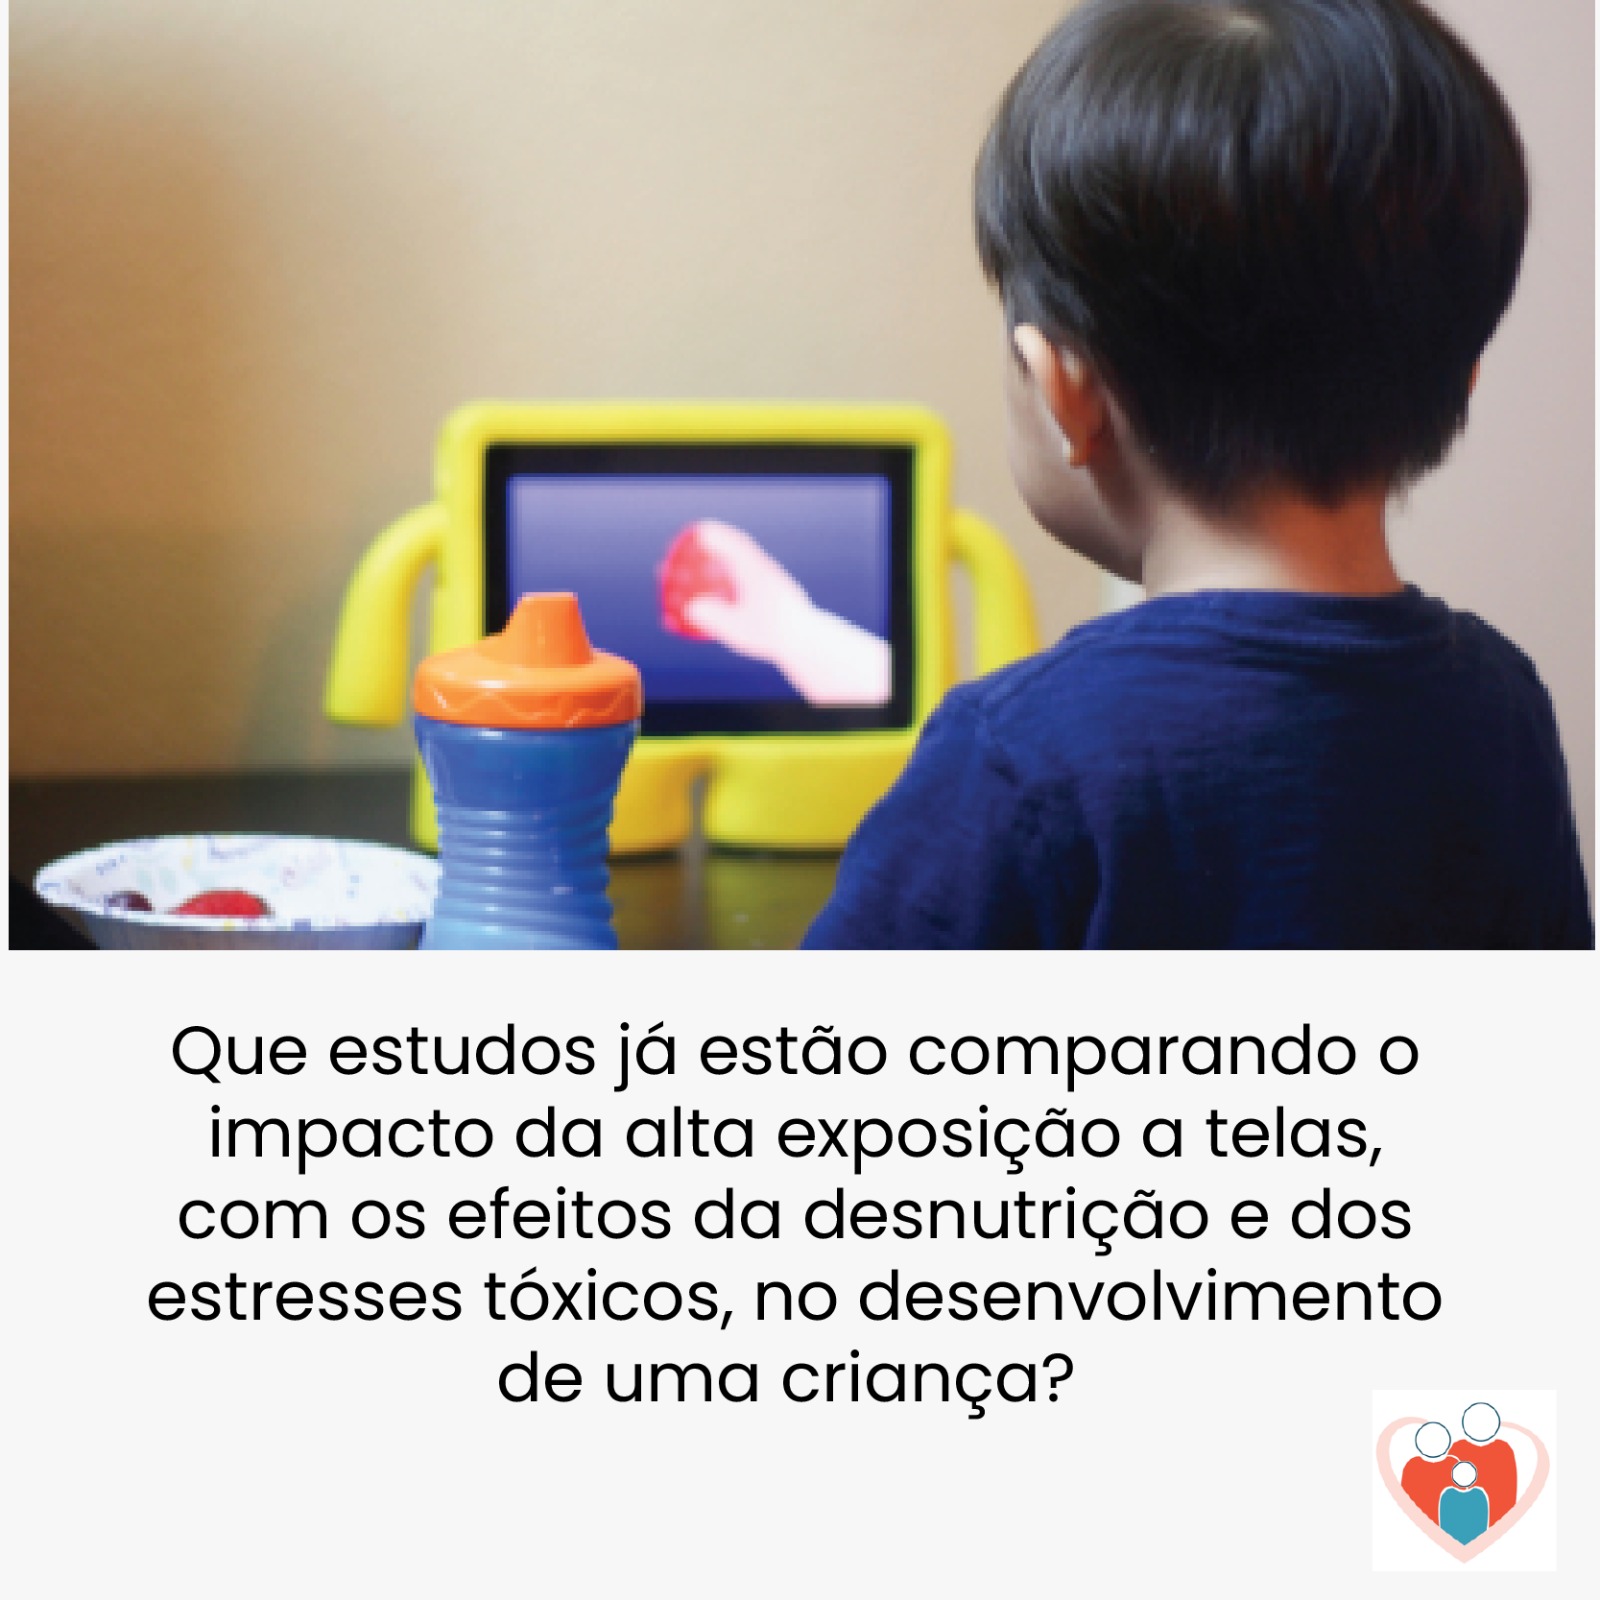 Que estudos já estão comparando o
impacto da alta exposição a telas,
com os efeitos da desnutrição e dos
estresses tóxicos, no desenvolvimento
de uma criança?